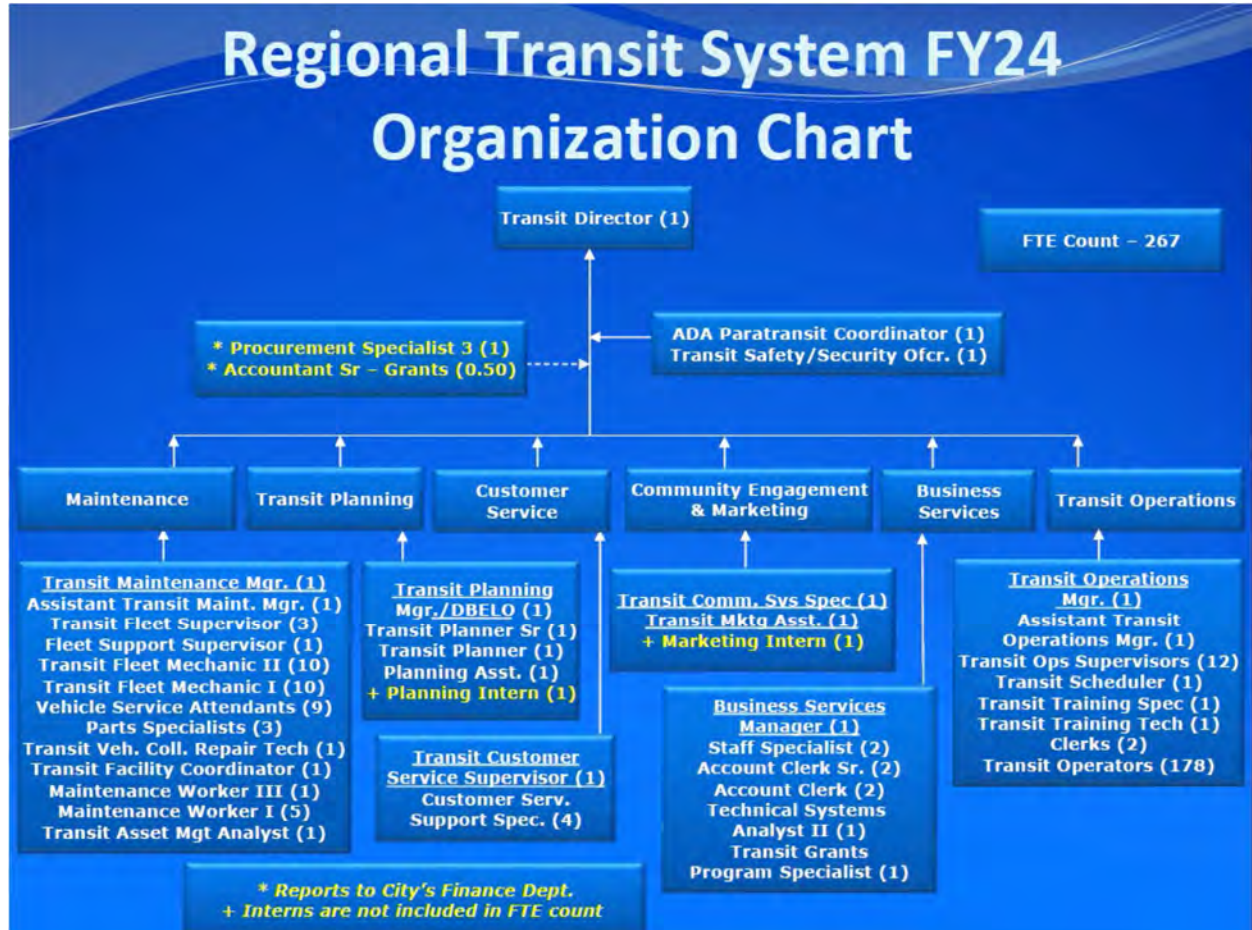 Regional Transit System FY24
Organization Chart
Transit Director (1)
FTE Count – 267
* Procurement Specialist 3 (1)
* Accountant Sr – Grants (0.50)
ADA Paratransit Coordinator (1)
Transit Safety/Security Ofcr. (1)
Maintenance
Transit Planning
Customer
Service
Community Engagement
& Marketing
Business
Services
Transit Operations
Transit Maintenance Mgr. (1)
Assistant Transit Maint. Mgr. (1)
Transit Fleet Supervisor (3)
Fleet Support Supervisor (1)
Transit Fleet Mechanic II (10)
Transit Fleet Mechanic I (10)
Vehicle Service Attendants (9)
Parts Specialists (3)
Transit Veh. Coll. Repair Tech (1)
Transit Facility Coordinator (1)
Maintenance Worker III (1)
Maintenance Worker I (5)
Transit Asset Mgt Analyst (1)
Transit Planning
Mgr./DBELO (1)
Transit Planner Sr (1)
Transit Planner (1)
Planning Asst. (1)
+ Planning Intern (1)
Transit Customer
Service Supervisor (1)
Customer Serv.
Support Spec. (4)
Transit Comm. Svs Spec (1)
Transit Mktg Asst. (1)
+ Marketing Intern (1)
Business Services
Manager (1)
Staff Specialist (2)
Account Clerk Sr. (2)
Account Clerk (2)
Technical Systems
Analyst II (1)
Transit Grants
Program Specialist (1)
Transit Operations
Mgr. (1)
Assistant Transit
Operations Mgr. (1)
Transit Ops Supervisors (12)
Transit Scheduler (1)
Transit Training Spec (1)
Transit Training Tech (1)
Clerks (2)
Transit Operators (178)
* Reports to City's Finance Dept.
+ Interns are not included in FTE count